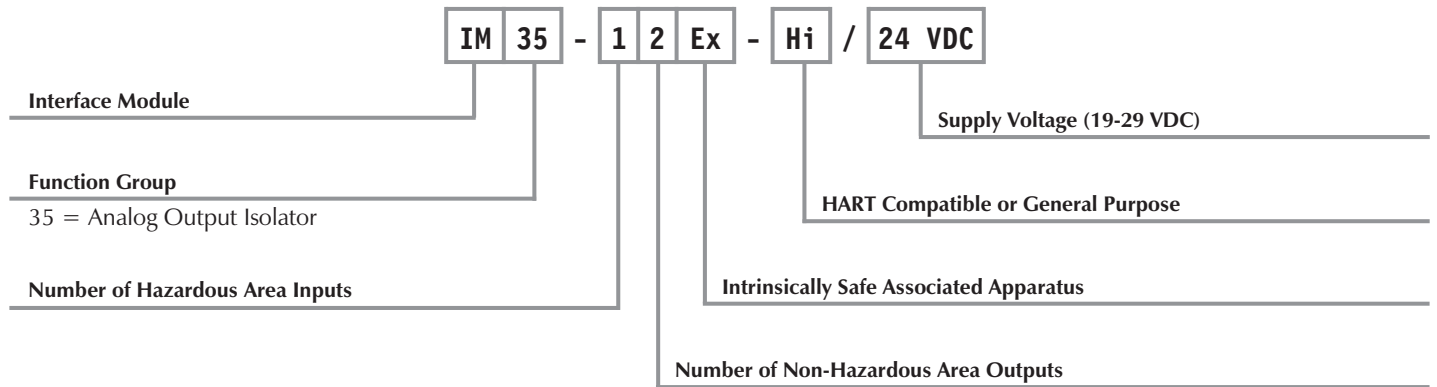 IM 35 - 1 2 Ex - Hi / 24 VDC
Interface Module
Supply Voltage (19-29 VDC)
Function Group
35 = Analog Output Isolator
HART Compatible or General Purpose
Number of Hazardous Area Inputs
Intrinsically Safe Associated Apparatus
Number of Non-Hazardous Area Outputs